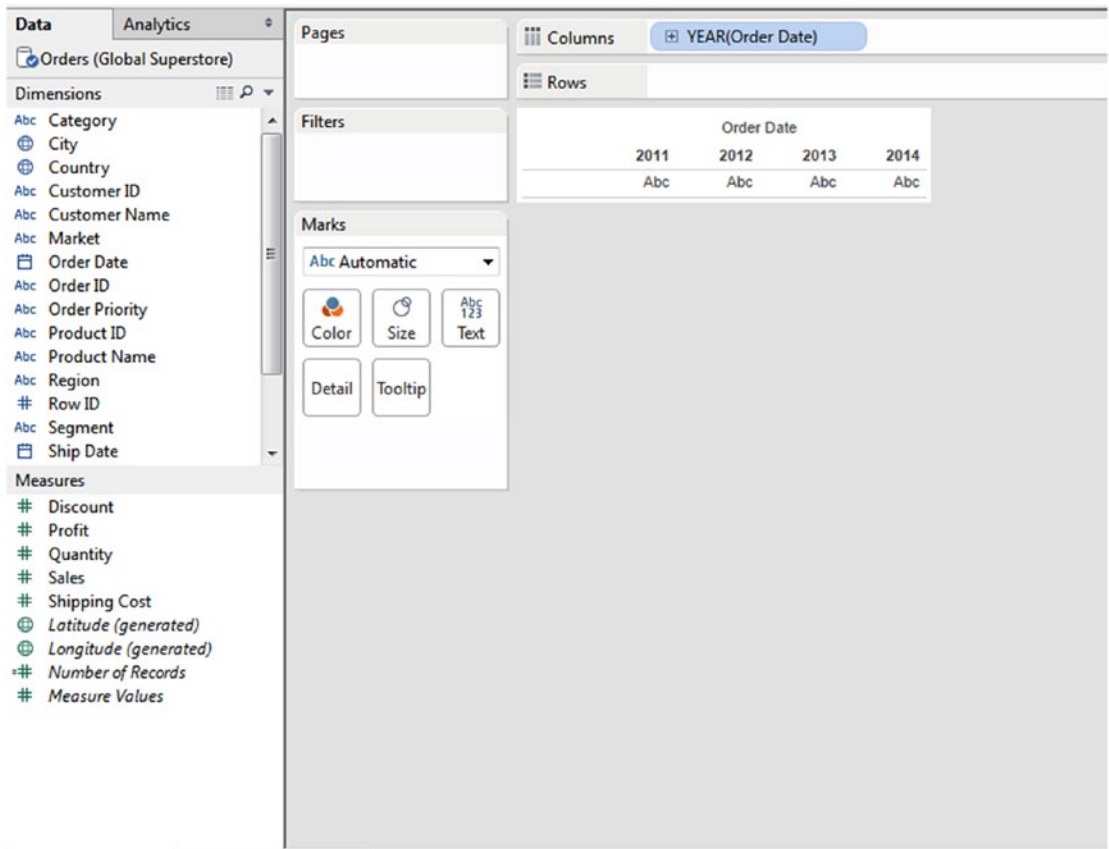 Data Analytics
Orders (Global Superstore)
Dimensions
Abc Category
City
Country
Abc Customer ID
Abc Customer Name
Abc Market
Order Date
Abc Order ID
Abc Order Priority
Abc Product ID
Abc Product Name
Abc Region
# Row ID
Abc Segment
Ship Date
Measures
# Discount
# Profit
# Quantity
# Sales
# Shipping Cost
Latitude (generated)
Longitude (generated)
=# Number of Records
# Measure Values
Pages
Filters
Marks
Abc Automatic
Color Size Abc 123 Text
Detail Tooltip
Columns YEAR(Order Date)
Rows
Order Date
2011 2012 2013 2014
Abc Abc Abc Abc